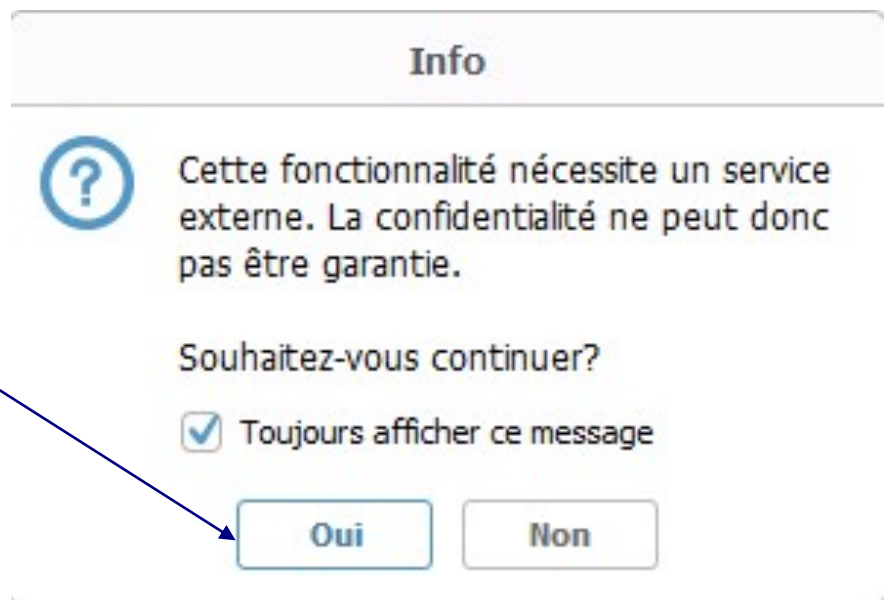 Info
Cette fonctionnalité nécessite un service
externe. La confidentialité ne peut donc
pas être garantie.
Souhaitez-vous continuer?
Toujours afficher ce message
Oui Non